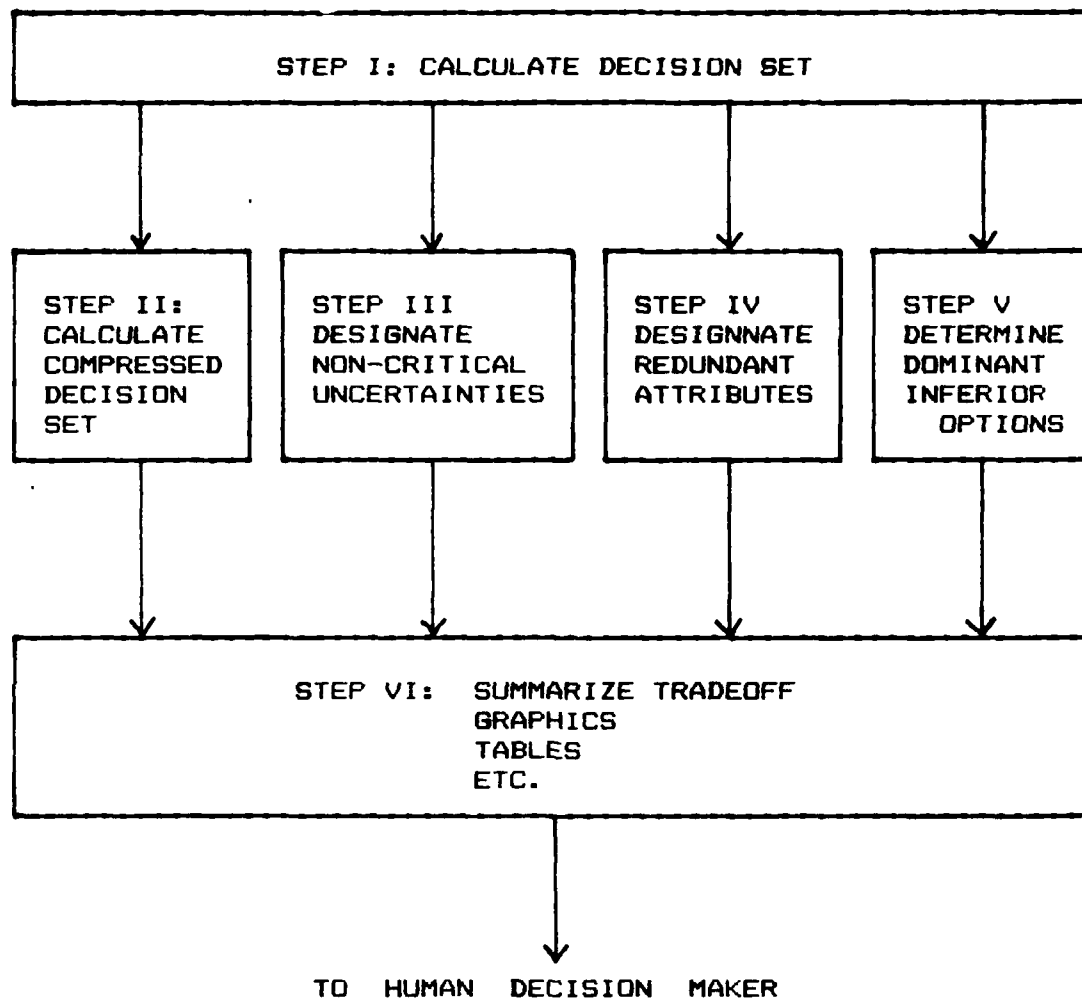 STEP I: CALCULATE DECISION SET
STEP II:
CALCULATE
COMPRESSED
DECISION
SET
STEP III
DESIGNATE
NON-CRITICAL
UNCERTAINTIES
STEP IV
DESIGNNATE
REDUNDANT
ATTRIBUTES
STEP V
DETERMINE
DOMINANT
INFERIOR
OPTIONS
STEP VI: SUMMARIZE TRADEOFF
GRAPHICS
TABLES
ETC.
TO HUMAN DECISION MAKER